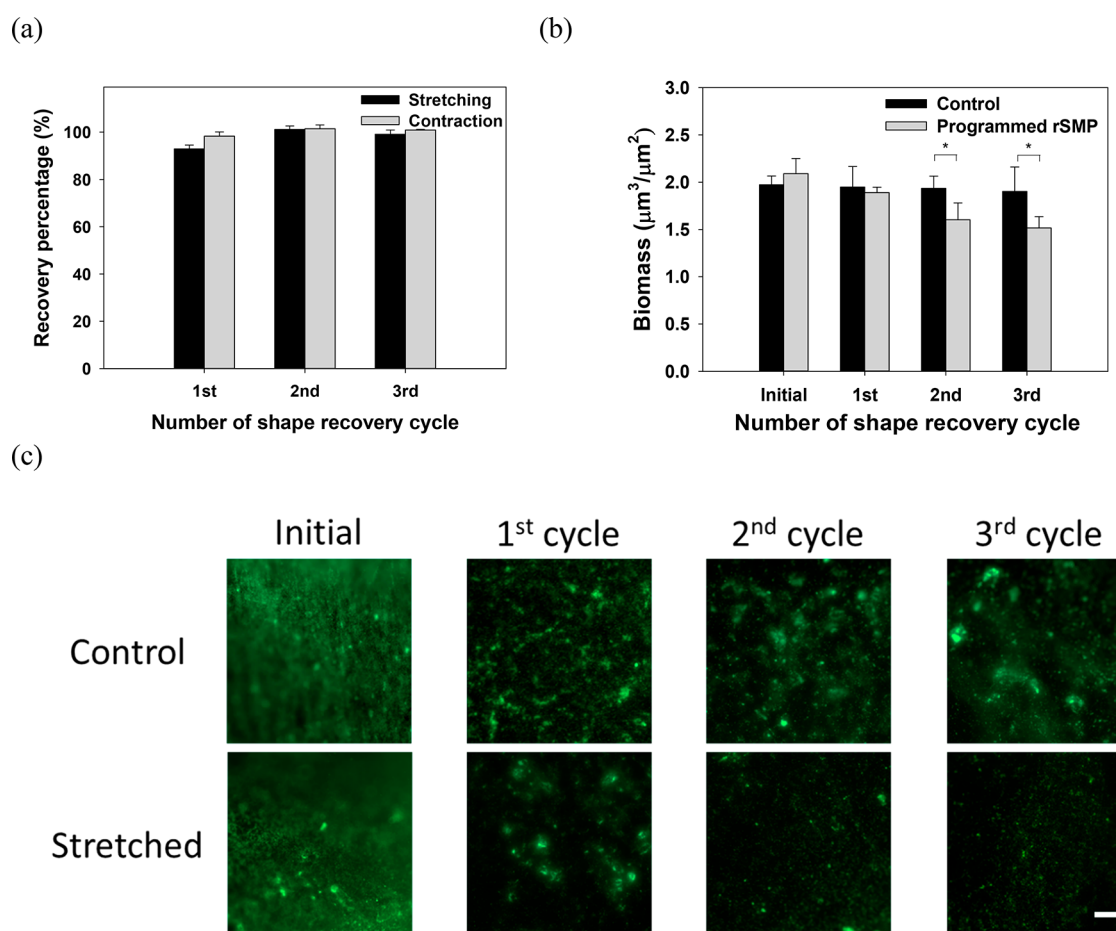 (a)
Stretching
Contraction
Recovery percentage (%)
100
80
60
40
20
0
1st 2nd 3rd
Number of shape recovery cycle
(b)
Control
Programmed rSMP
Biomass (μm³/μm²)
3.0
2.5
2.0
1.5
1.0
0.5
0.0
* *
Initial 1st 2nd 3rd
Number of shape recovery cycle
(c)
Initial 1st cycle 2nd cycle 3rd cycle
Control
Stretched